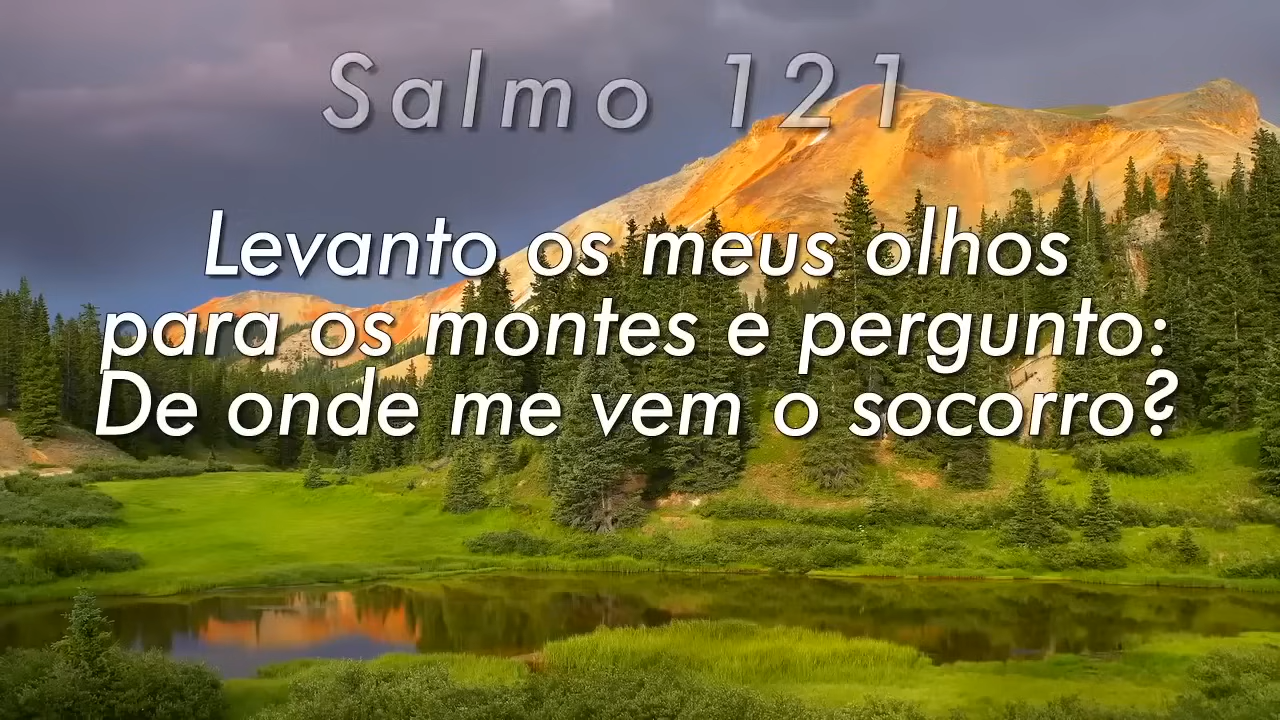 Salmo 121
Levanto os meus olhos
para os montes e pergunto:
De onde me vem o socorro?